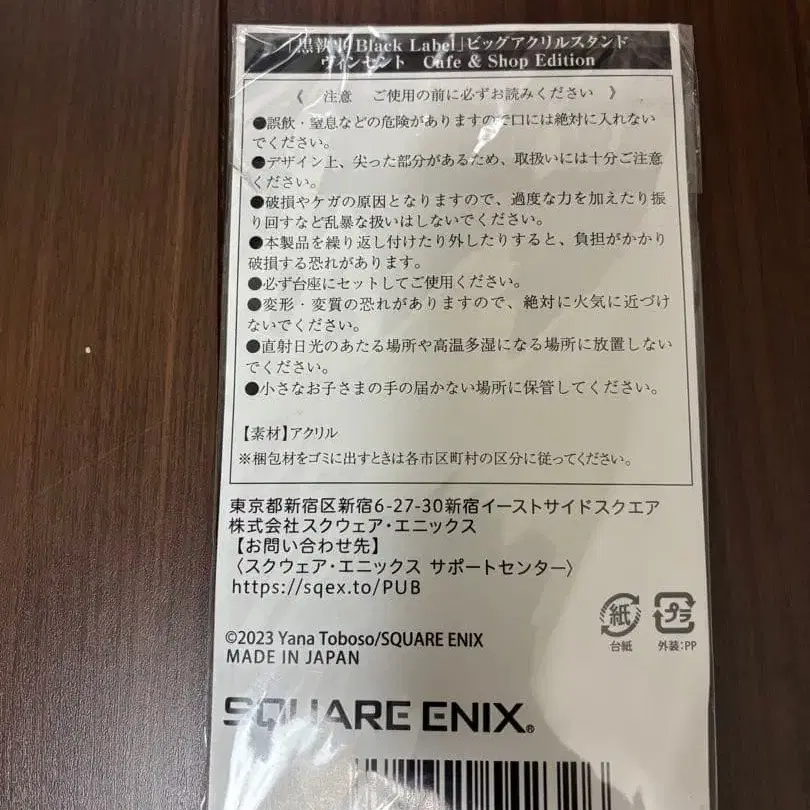 「黒執事 Black Label」ビッグアクリルスタンド
ヴィンセント Cafe & Shop Edition
《 注意 ご使用の前に必ずお読みください 》
●誤飲・窒息などの危険がありますので口には絶対に入れない
でください。
●デザイン上、尖った部分があるため、取扱いには十分ご注意
ください。
●破損やケガの原因となりますので、過度な力を加えたり振
り回すなど乱暴な扱いはしないでください。
●本製品を繰り返し付けたり外したりすると、負担がかかり
破損する恐れがあります。
●必ず台座にセットしてご使用ください。
●変形・変質の恐れがありますので、絶対に火気に近づけ
ないでください。
●直射日光のあたる場所や高温多湿になる場所に放置しない
でください。
●小さなお子さまの手の届かない場所に保管してください。
【素材】アクリル
※梱包材をゴミに出すときは各市区町村の区分に従ってください。
東京都新宿区新宿6-27-30新宿イーストサイドスクエア
株式会社スクウェア・エニックス
【お問い合わせ先】
〈スクウェア・エニックス サポートセンター〉
https://sqex.to/PUB
紙 プラ
台紙 外装:PP
©2023 Yana Toboso/SQUARE ENIX
MADE IN JAPAN
SQUARE ENIX®